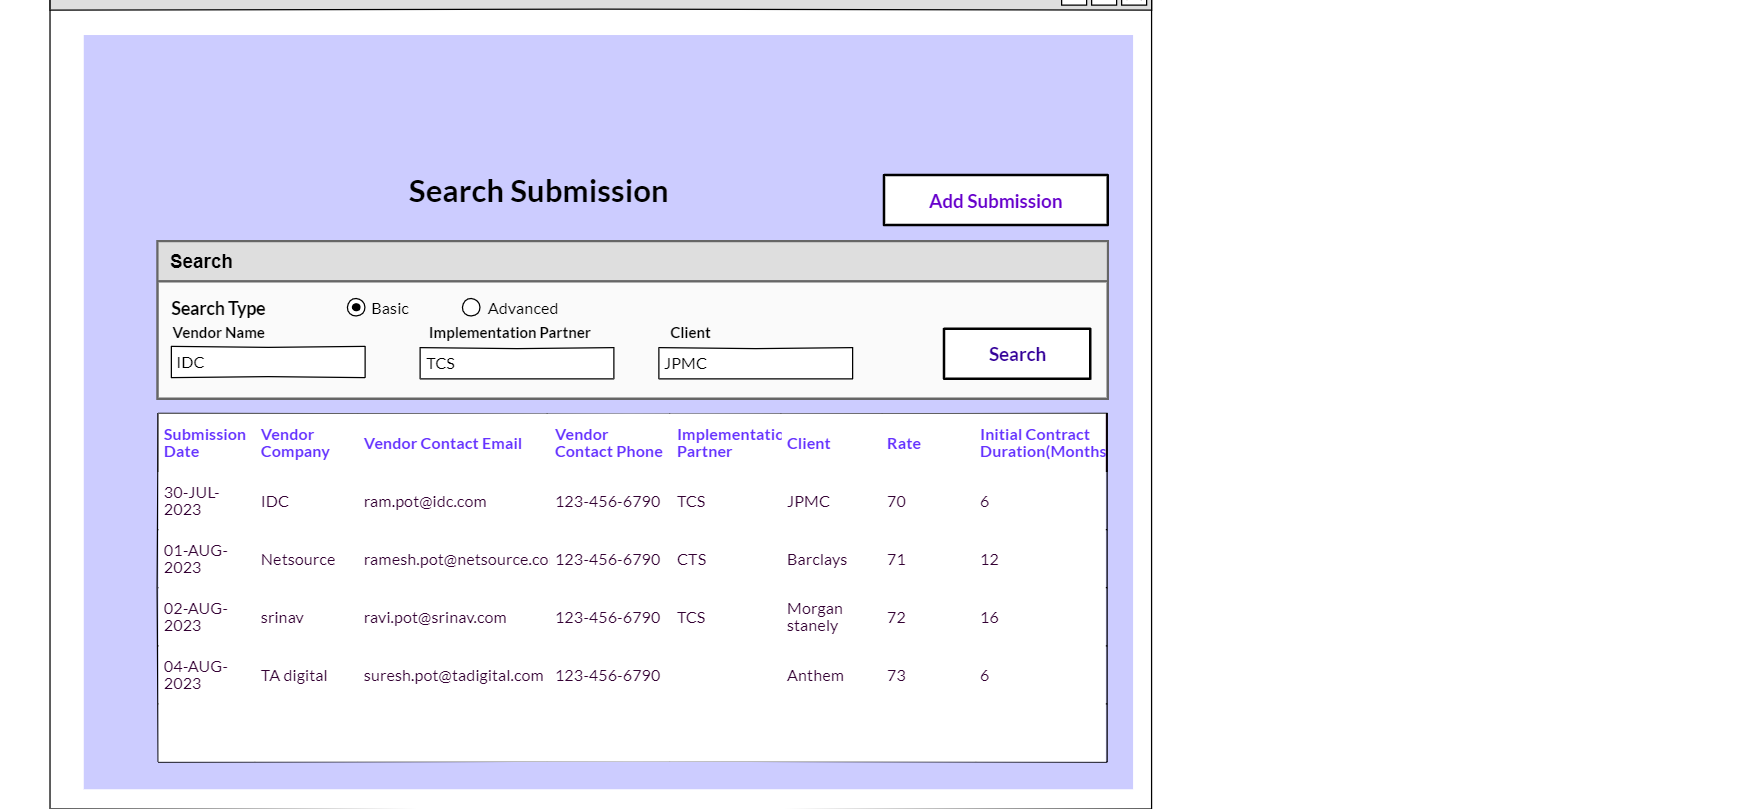 Search Submission
Add Submission
Search
Search Type
Basic
Advanced
Vendor Name
Implementation Partner
Client
IDC
TCS
JPMC
Search
Submission
Date
Vendor
Company
Vendor Contact Email
Vendor
Contact Phone
Implementatic
Partner
Client
Rate
Initial Contract
Duration(Months
30-JUL-
2023
IDC
ram.pot@idc.com
123-456-6790
TCS
JPMC
70
6
01-AUG-
2023
Netsource
ramesh.pot@netsource.co
123-456-6790
CTS
Barclays
71
12
02-AUG-
2023
srinav
ravi.pot@srinav.com
123-456-6790
TCS
Morgan
stanely
72
16
04-AUG-
2023
TA digital
suresh.pot@tadigital.com
123-456-6790
Anthem
73
6